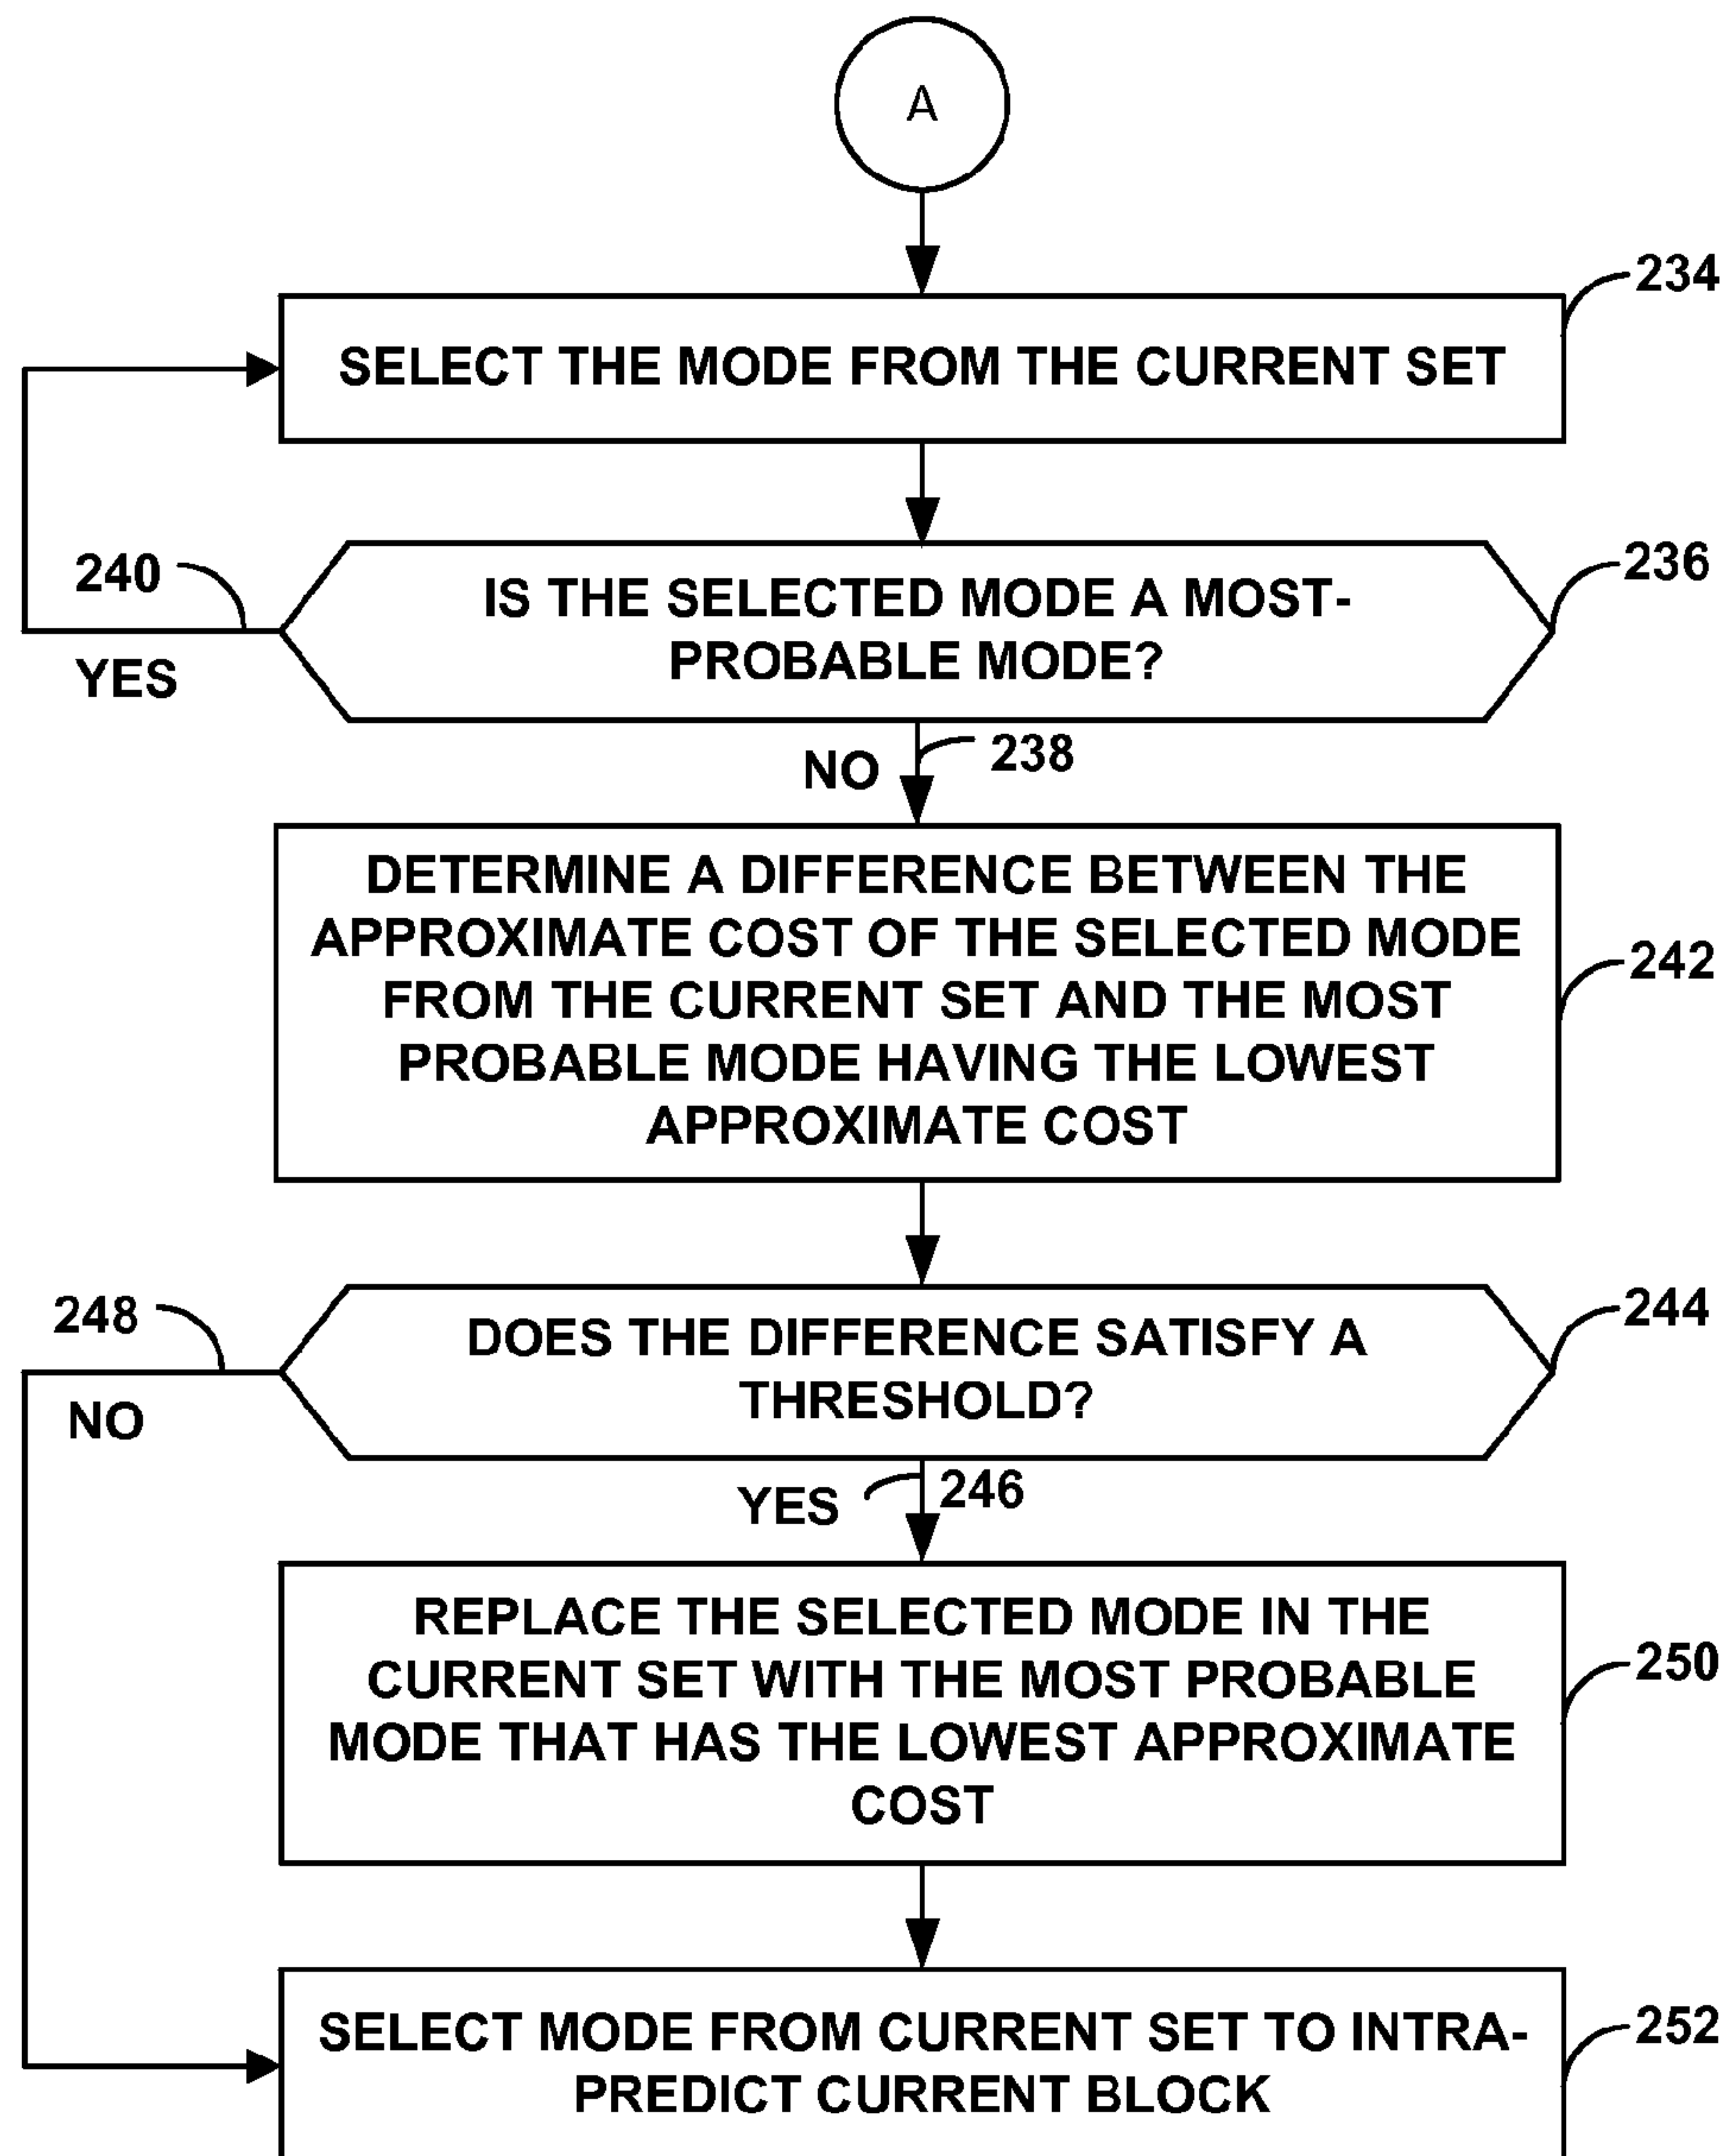 A
234
SELECT THE MODE FROM THE CURRENT SET
240
236
IS THE SELECTED MODE A MOST-
PROBABLE MODE?
YES
NO
238
DETERMINE A DIFFERENCE BETWEEN THE
APPROXIMATE COST OF THE SELECTED MODE
FROM THE CURRENT SET AND THE MOST
PROBABLE MODE HAVING THE LOWEST
APPROXIMATE COST
242
248
244
DOES THE DIFFERENCE SATISFY A
THRESHOLD?
NO
YES
246
REPLACE THE SELECTED MODE IN THE
CURRENT SET WITH THE MOST PROBABLE
MODE THAT HAS THE LOWEST APPROXIMATE
COST
250
SELECT MODE FROM CURRENT SET TO INTRA-
PREDICT CURRENT BLOCK
252